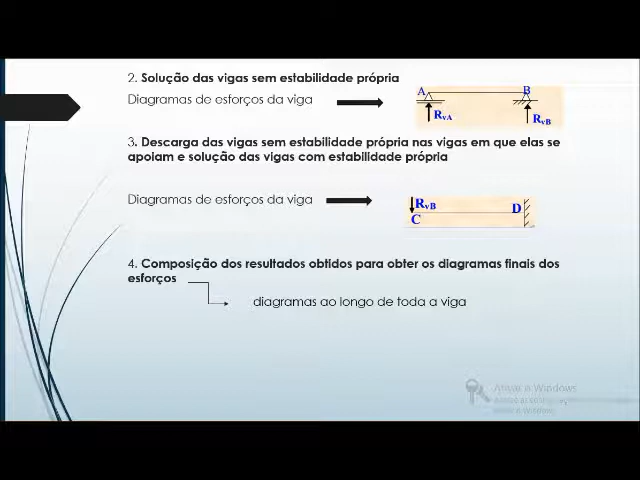 2. Solução das vigas sem estabilidade própria
Diagramas de esforços da viga
A B
RvA RvB
3. Descarga das vigas sem estabilidade própria nas vigas em que elas se
apoiam e solução das vigas com estabilidade própria
Diagramas de esforços da viga
RvB
C D
4. Composição dos resultados obtidos para obter os diagramas finais dos
esforços
diagramas ao longo de toda a viga
Ativar o Windows